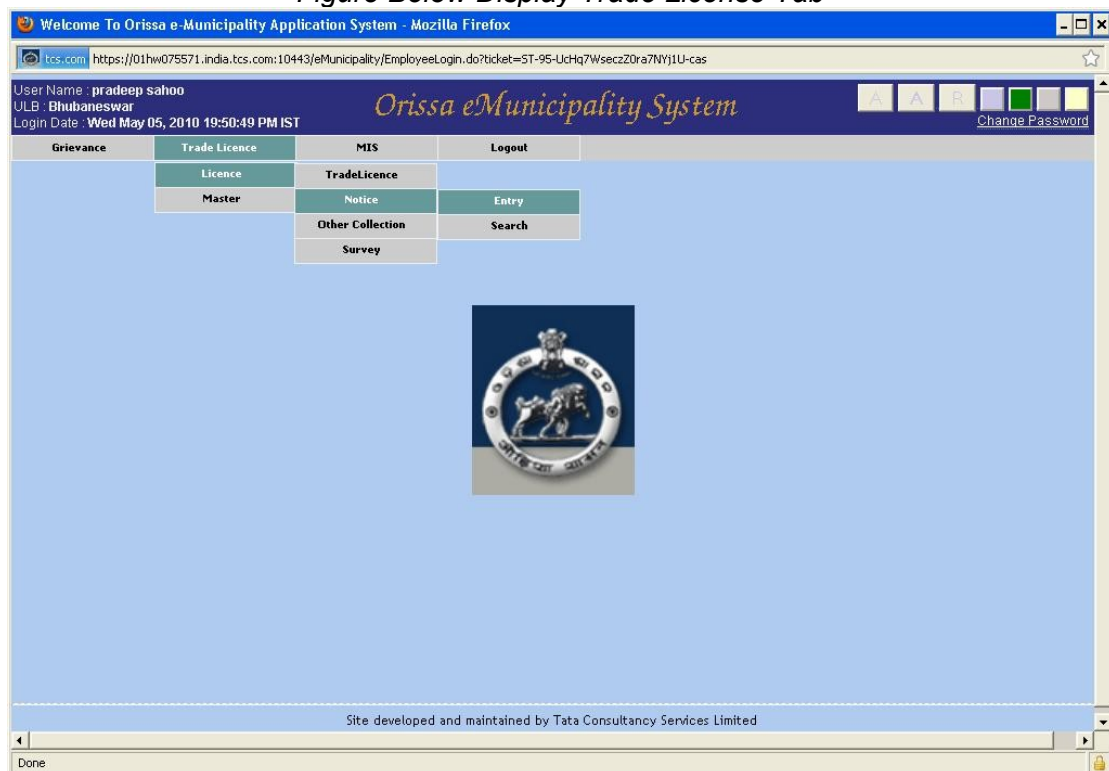 Figure Below Display Trade License Tab
Welcome To Orissa e-Municipality Application System - Mozilla Firefox
tcs.com https://01hw075571.india.tcs.com:10443/eMunicipality/EmployeeLogin.do?ticket=ST-95-UcHq7WseczZ0ra7NYj1U-cas
User Name : pradeep sahoo
ULB : Bhubaneswar
Login Date : Wed May 05, 2010 19:50:49 PM IST
Orissa eMunicipality System
A A R
Change Password
Grievance Trade Licence MIS Logout
Licence TradeLicence
Master Notice Entry
Other Collection Search
Survey
Site developed and maintained by Tata Consultancy Services Limited
Done